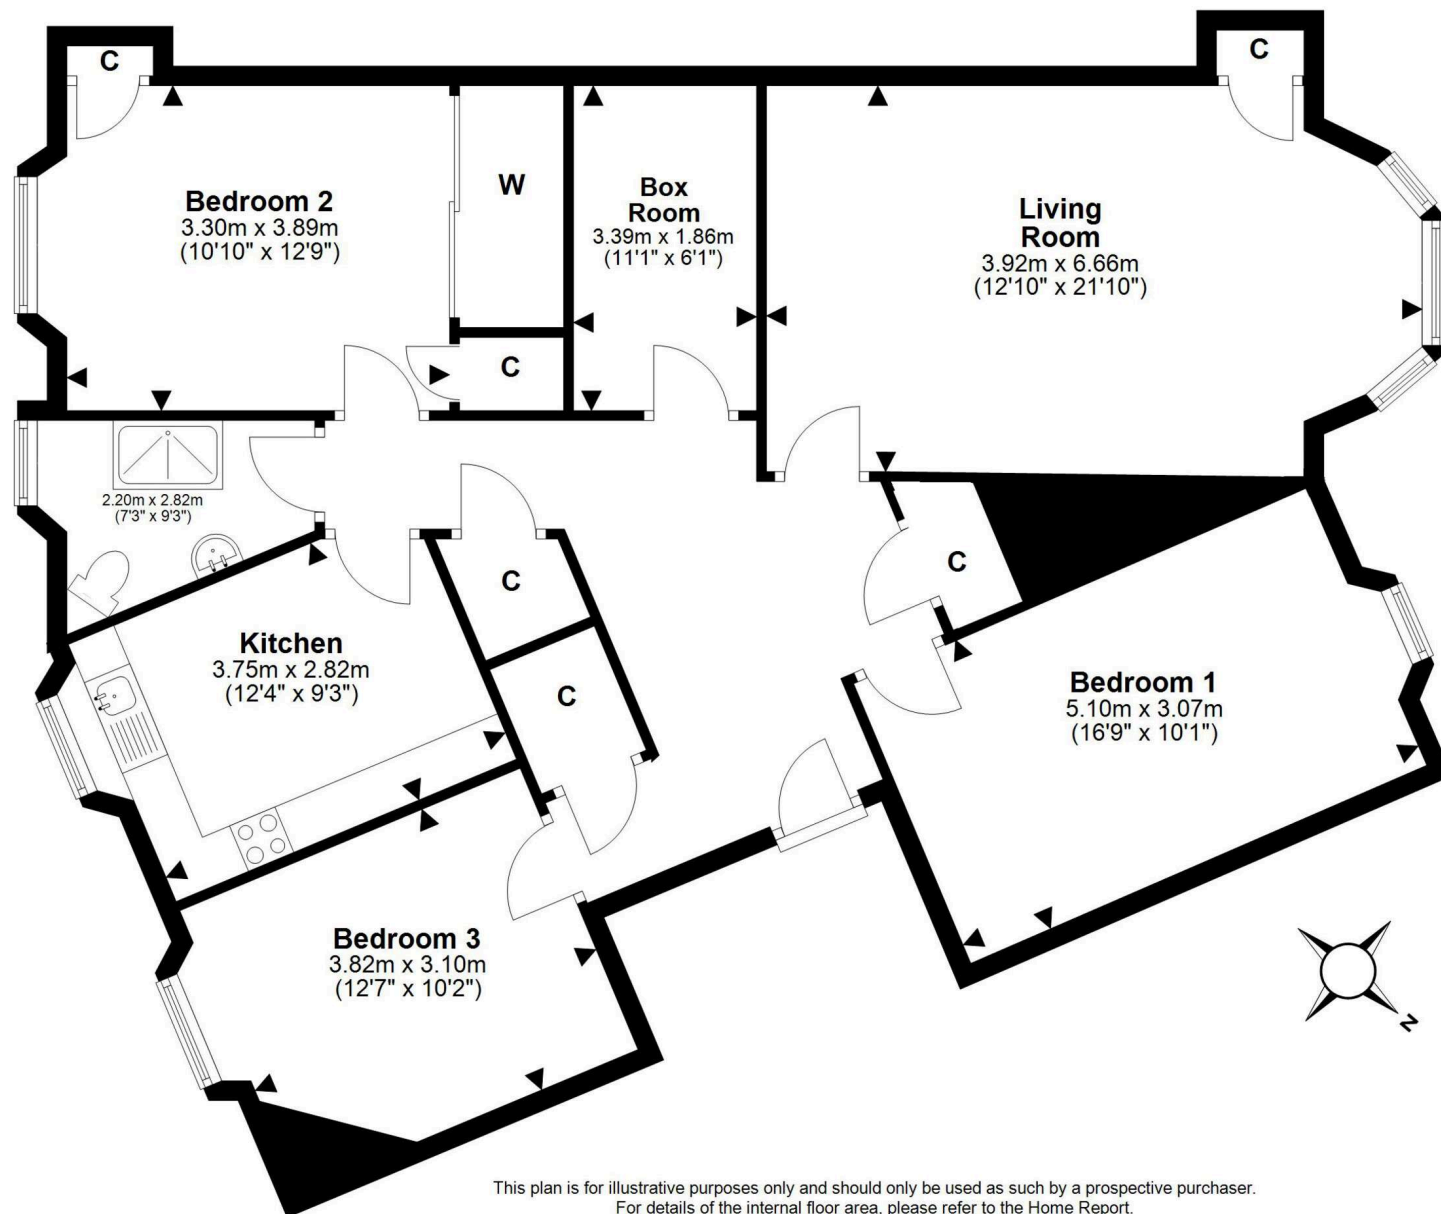 C
C
Bedroom 2
3.30m x 3.89m
(10'10" x 12'9")
W
Box
Room
3.39m x 1.86m
(11'1" x 6'1")
Living
Room
3.92m x 6.66m
(12'10" x 21'10")
C
2.20m x 2.82m
(7'3" x 9'3")
C
C
Kitchen
3.75m x 2.82m
(12'4" x 9'3")
C
Bedroom 1
5.10m x 3.07m
(16'9" x 10'1")
Bedroom 3
3.82m x 3.10m
(12'7" x 10'2")
N
This plan is for illustrative purposes only and should only be used as such by a prospective purchaser.
For details of the internal floor area, please refer to the Home Report.